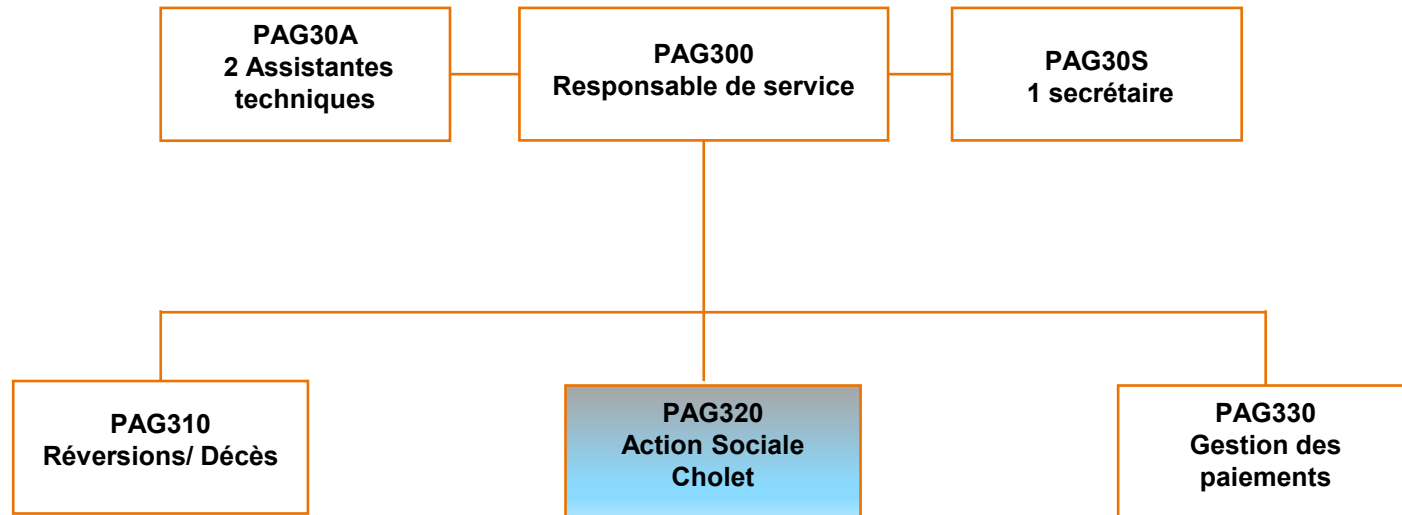 PAG30A
2 Assistantes
techniques
PAG300
Responsable de service
PAG30S
1 secrétaire
PAG310
Réversions/ Décès
PAG320
Action Sociale
Cholet
PAG330
Gestion des
paiements